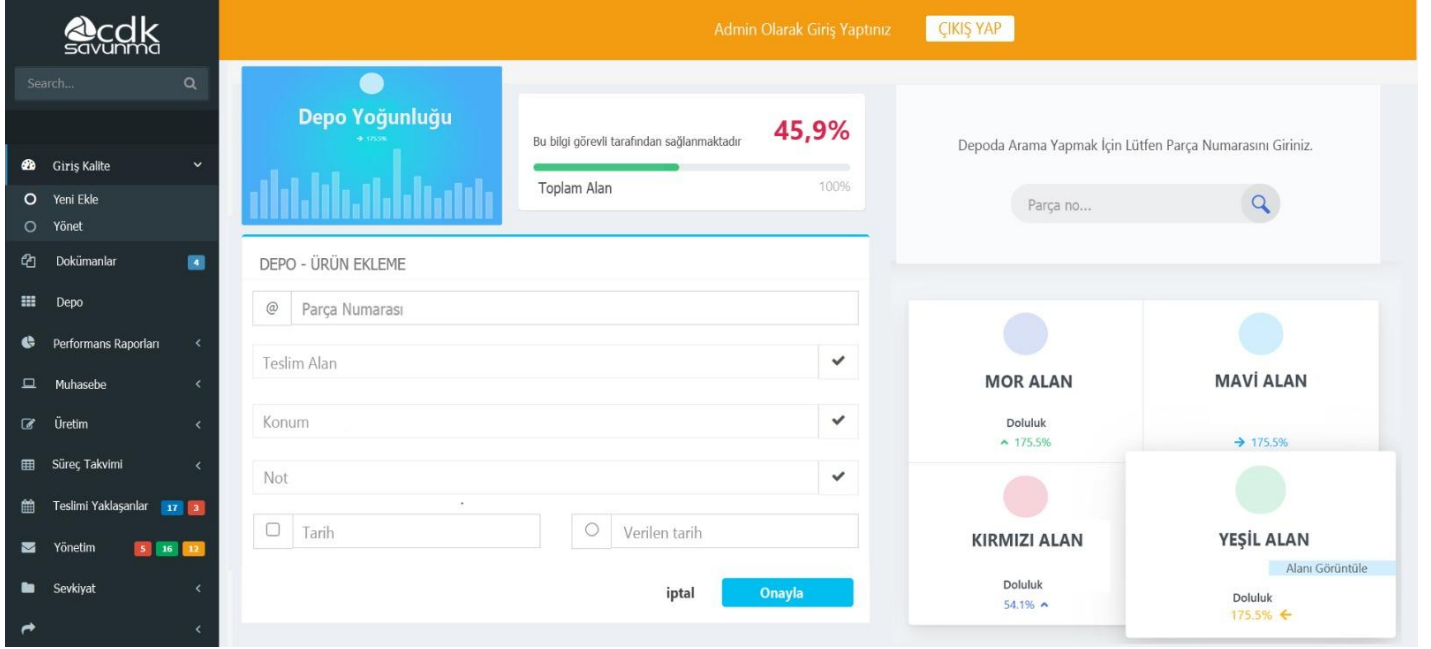 cdk
savunma
Admin Olarak Giriş Yaptınız
ÇIKIŞ YAP
Search...
Giriş Kalite
Yeni Ekle
Yönet
Dokümanlar 4
Depo
Performans Raporları
Muhasebe
Üretim
Süreç Takvimi
Teslimi Yaklaşanlar 17 3
Yönetim 5 16 12
Sevkiyat
Depo Yoğunluğu
175.5%
Bu bilgi görevli tarafından sağlanmaktadır
45,9%
Toplam Alan
100%
DEPO - ÜRÜN EKLEME
@ Parça Numarası
Teslim Alan
Konum
Not
Tarih
Verilen tarih
iptal
Onayla
Depoda Arama Yapmak İçin Lütfen Parça Numarasını Giriniz.
Parça no...
MOR ALAN
Doluluk
175.5%
MAVİ ALAN
175.5%
KIRMIZI ALAN
Doluluk
54.1%
YEŞİL ALAN
Alanı Görüntüle
Doluluk
175.5%